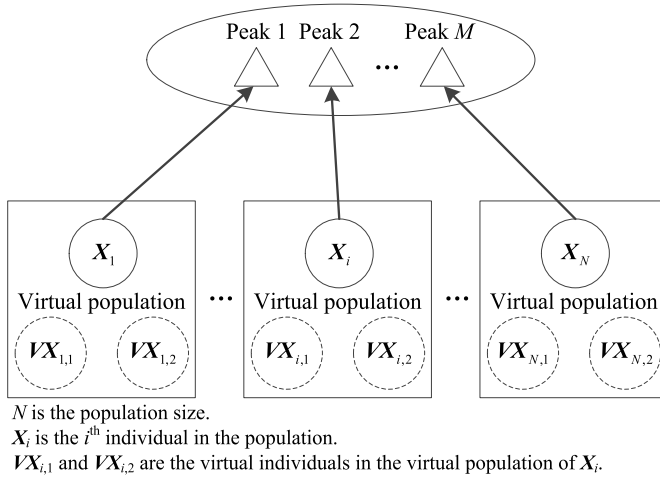 Peak 1 Peak 2 Peak M
...
X1 Xi XN
Virtual population ... Virtual population ... Virtual population
VX1,1 VX1,2 VXi,1 VXi,2 VXN,1 VXN,2
N is the population size.
Xi is the ith individual in the population.
VXi,1 and VXi,2 are the virtual individuals in the virtual population of Xi.